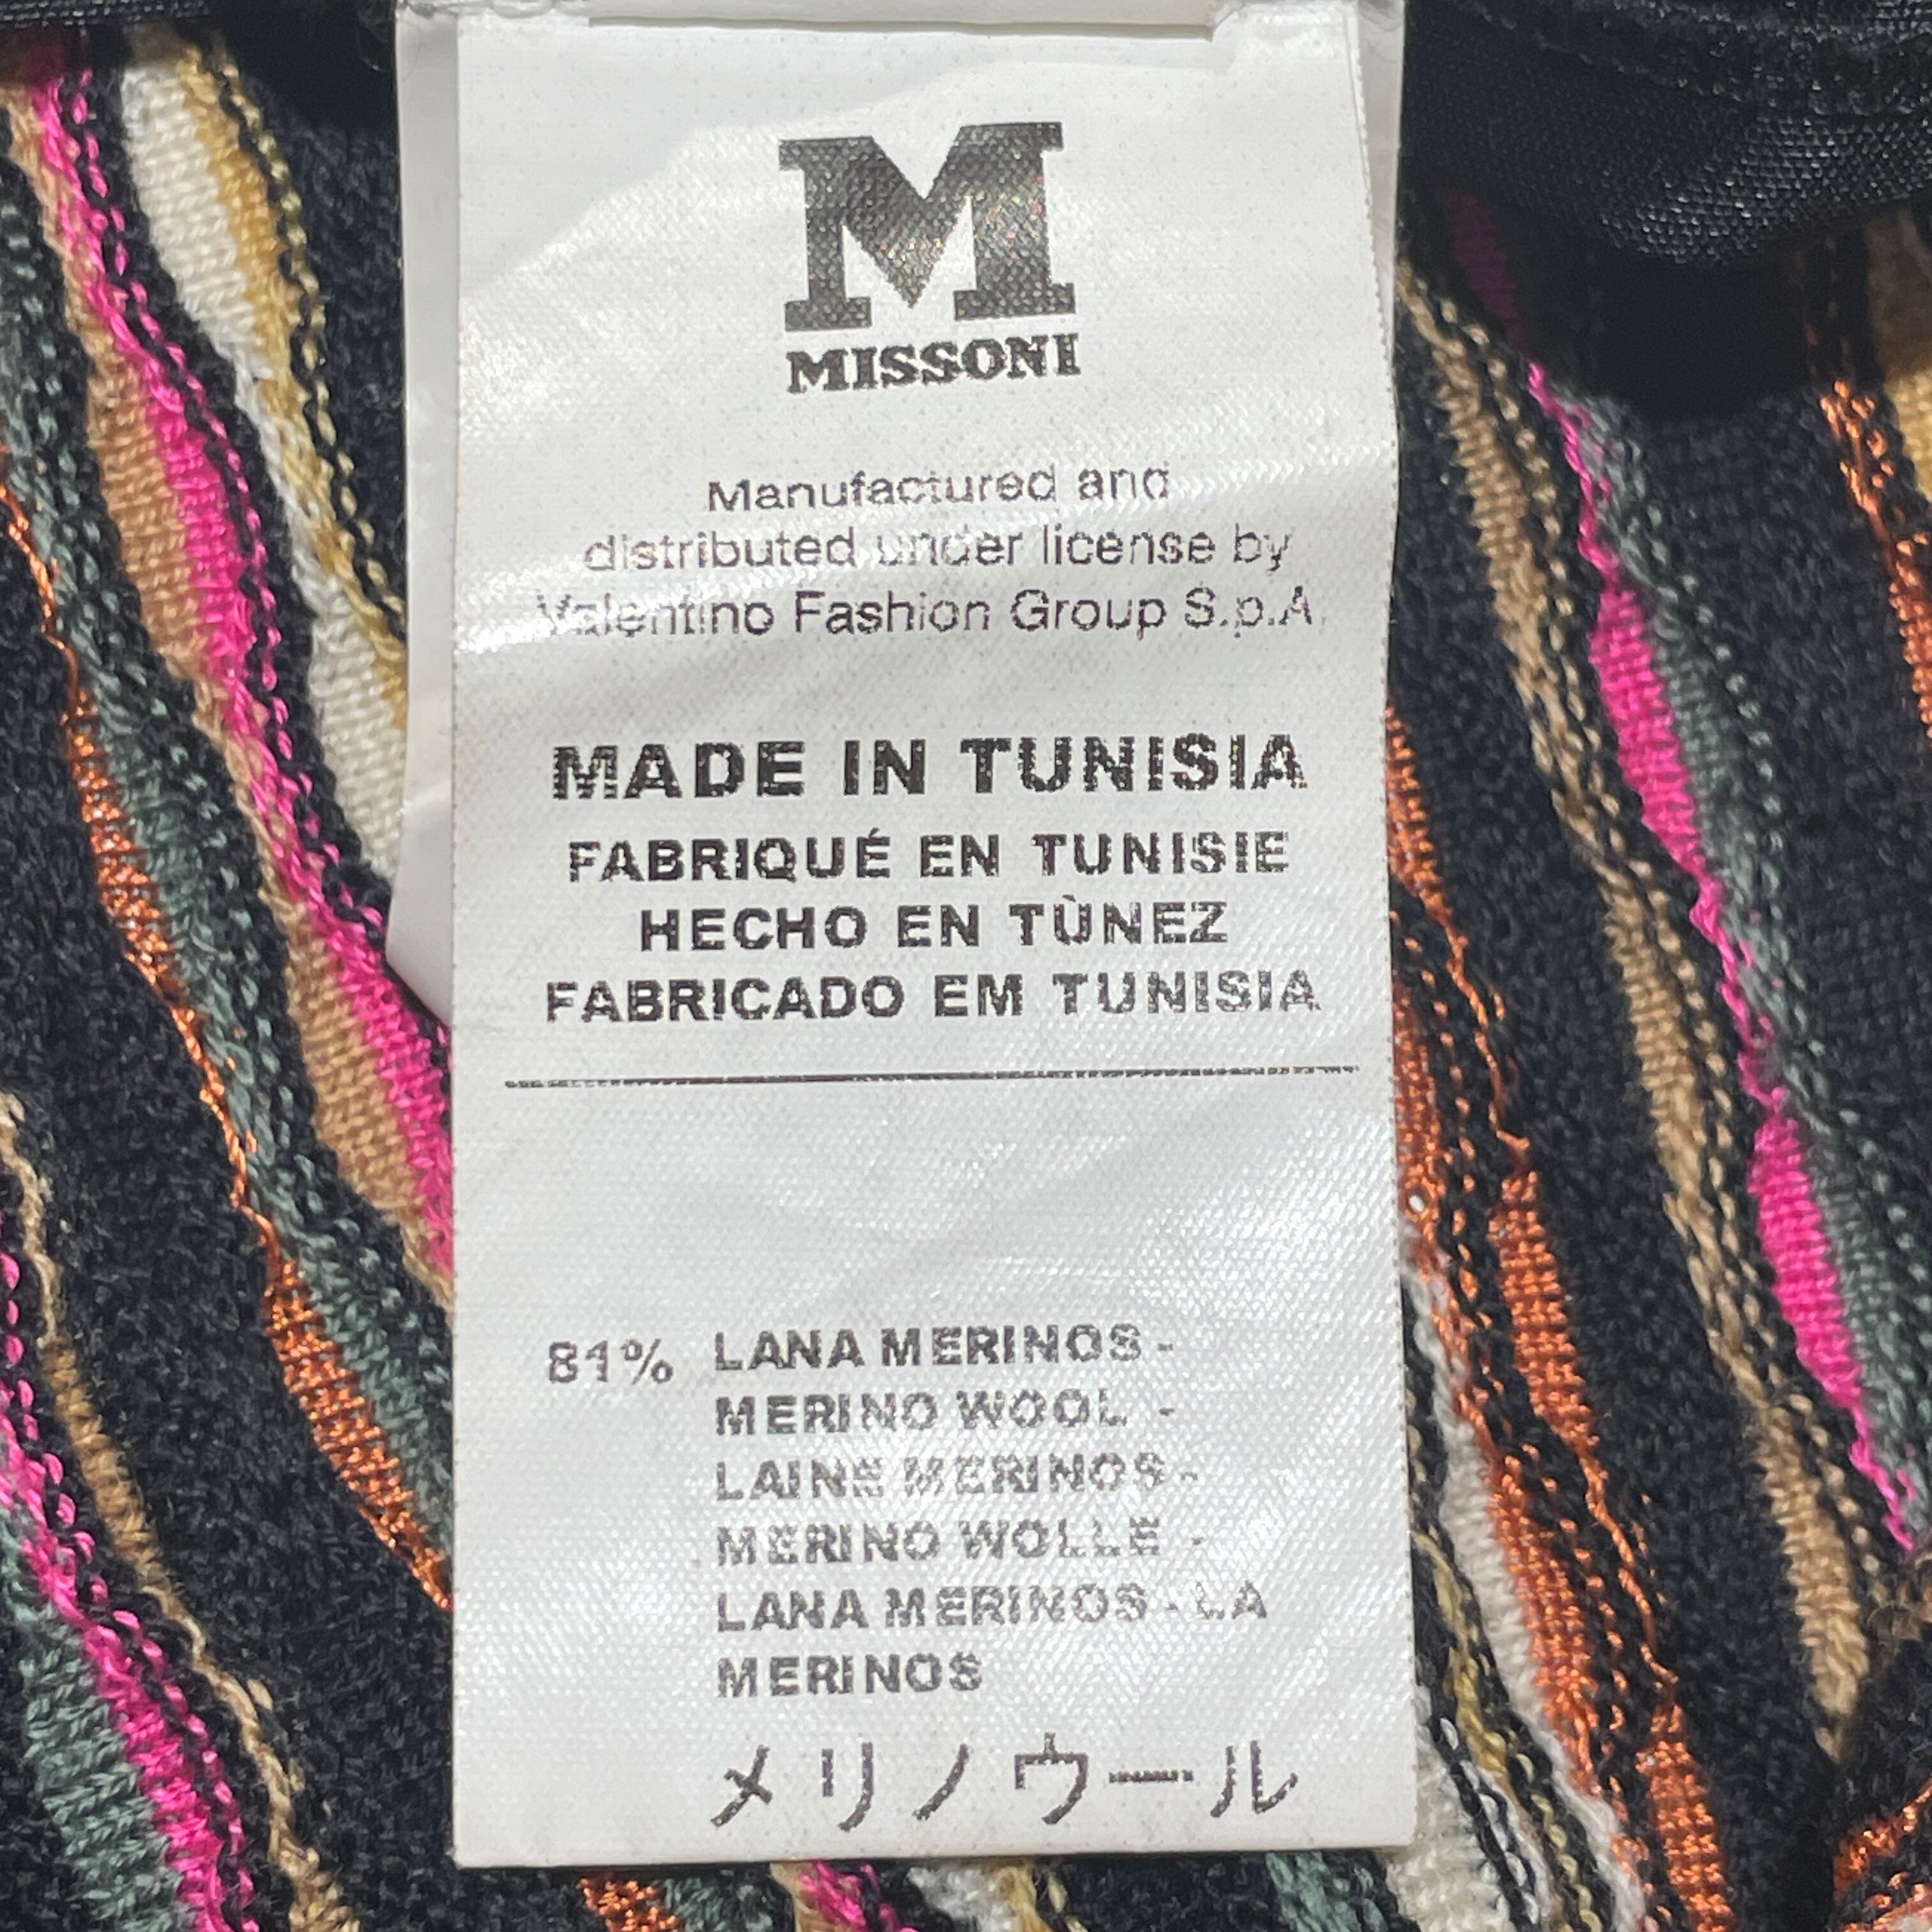 M
MISSONI
Manufactured and
distributed under license by
Valentino Fashion Group S.p.A.
MADE IN TUNISIA
FABRIQUÉ EN TUNISIE
HECHO EN TÙNEZ
FABRICADO EM TUNISIA
81% LANA MERINOS -
MERINO WOOL -
LAINE MERINOS -
MERINO WOLLE -
LANA MERINOS - LA
MERINOS
メリノウール